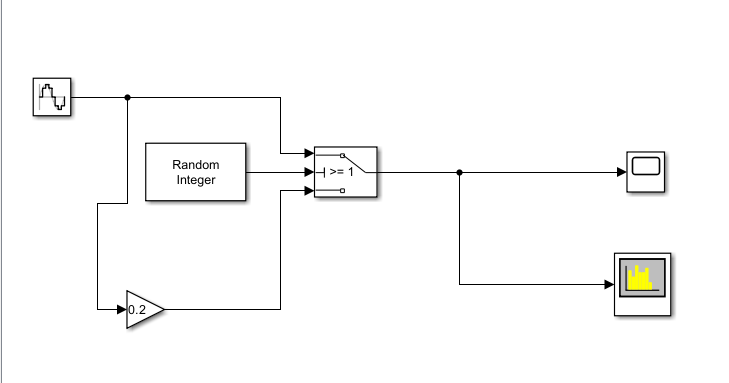 Random
Integer
>= 1
0.2